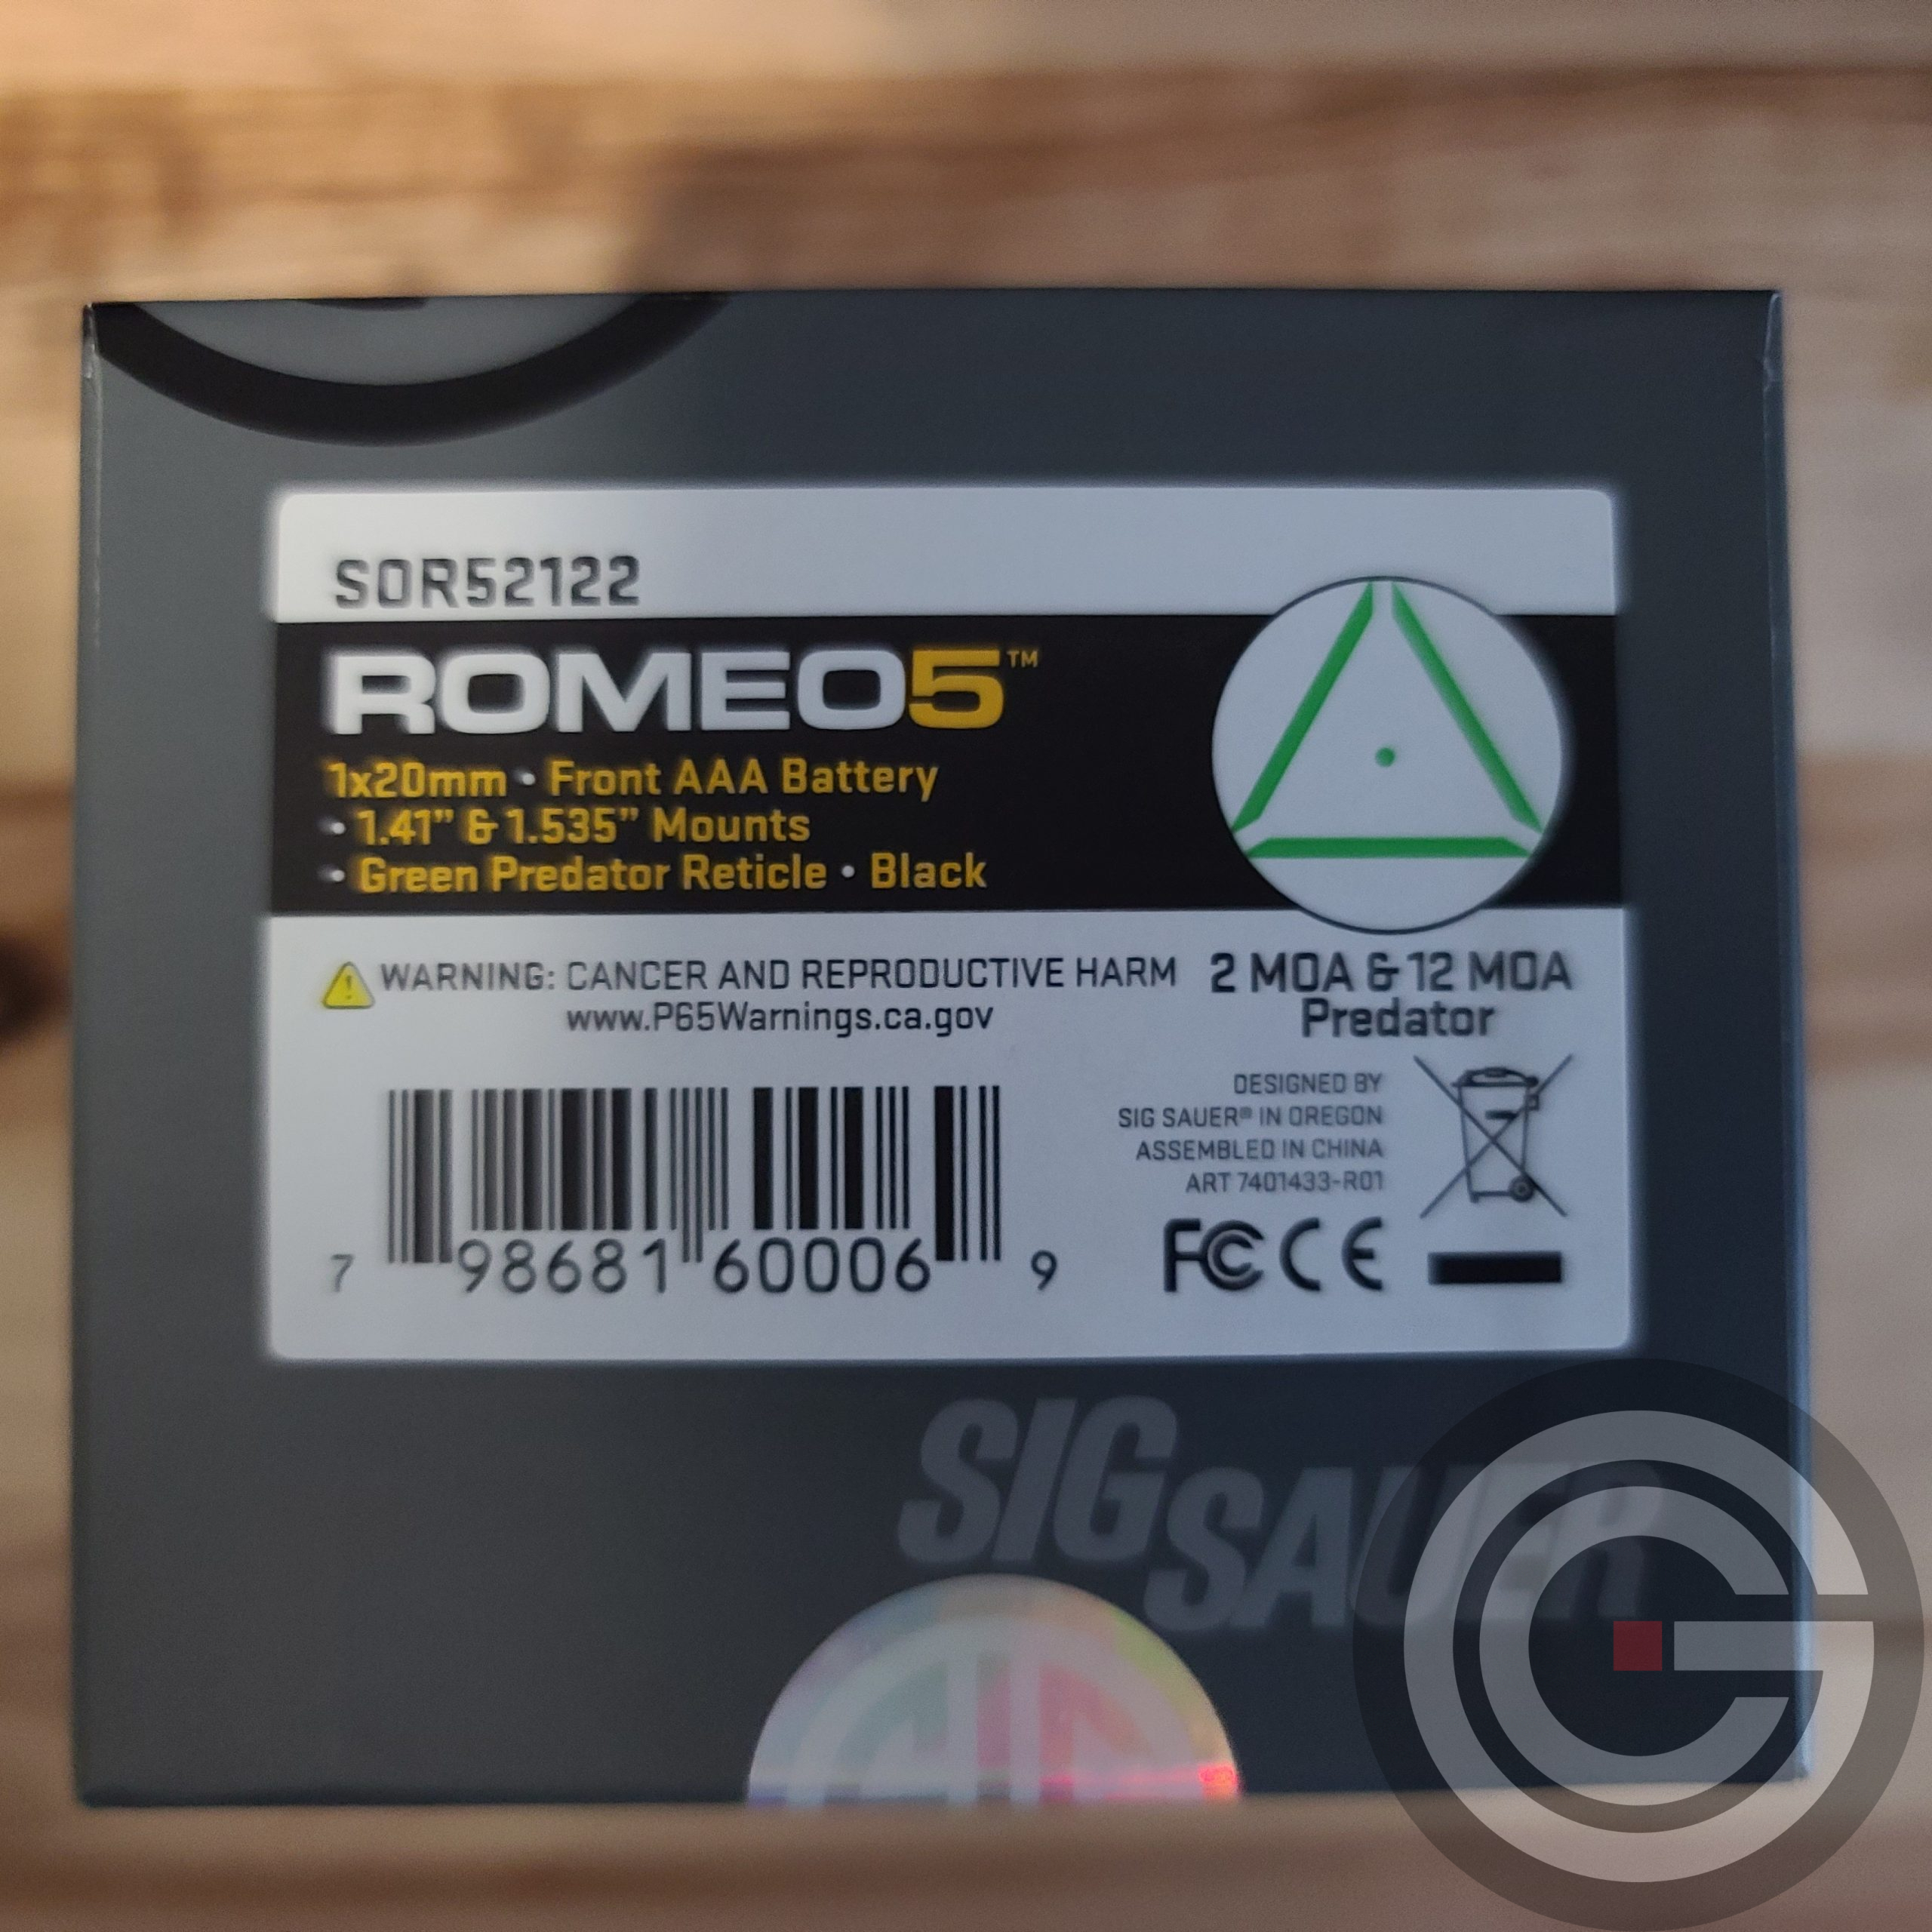 SOR52122
ROMEO5™
1x20mm • Front AAA Battery
• 1.41” & 1.535” Mounts
• Green Predator Reticle • Black
WARNING: CANCER AND REPRODUCTIVE HARM
www.P65Warnings.ca.gov
2 MOA & 12 MOA
Predator
DESIGNED BY
SIG SAUER® IN OREGON
ASSEMBLED IN CHINA
ART 7401433-R01
7 98681 60006 9
FC CE
SIG SAUER